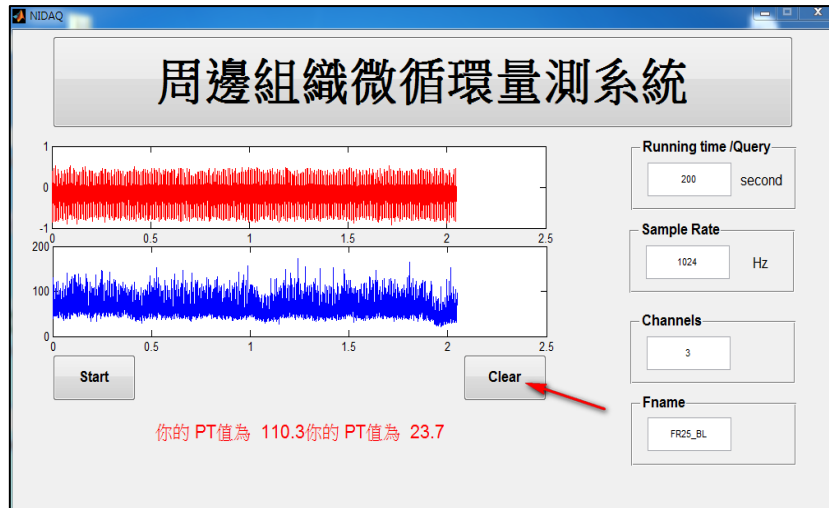 NIDAQ
周邊組織微循環量測系統
1
0
-1
0 0.5 1 1.5 2 2.5
200
100
0
0 0.5 1 1.5 2 2.5
Start
Clear
你的 PT值為 110.3你的 PT值為 23.7
Running time /Query
200 second
Sample Rate
1024 Hz
Channels
3
Fname
FR25_BL